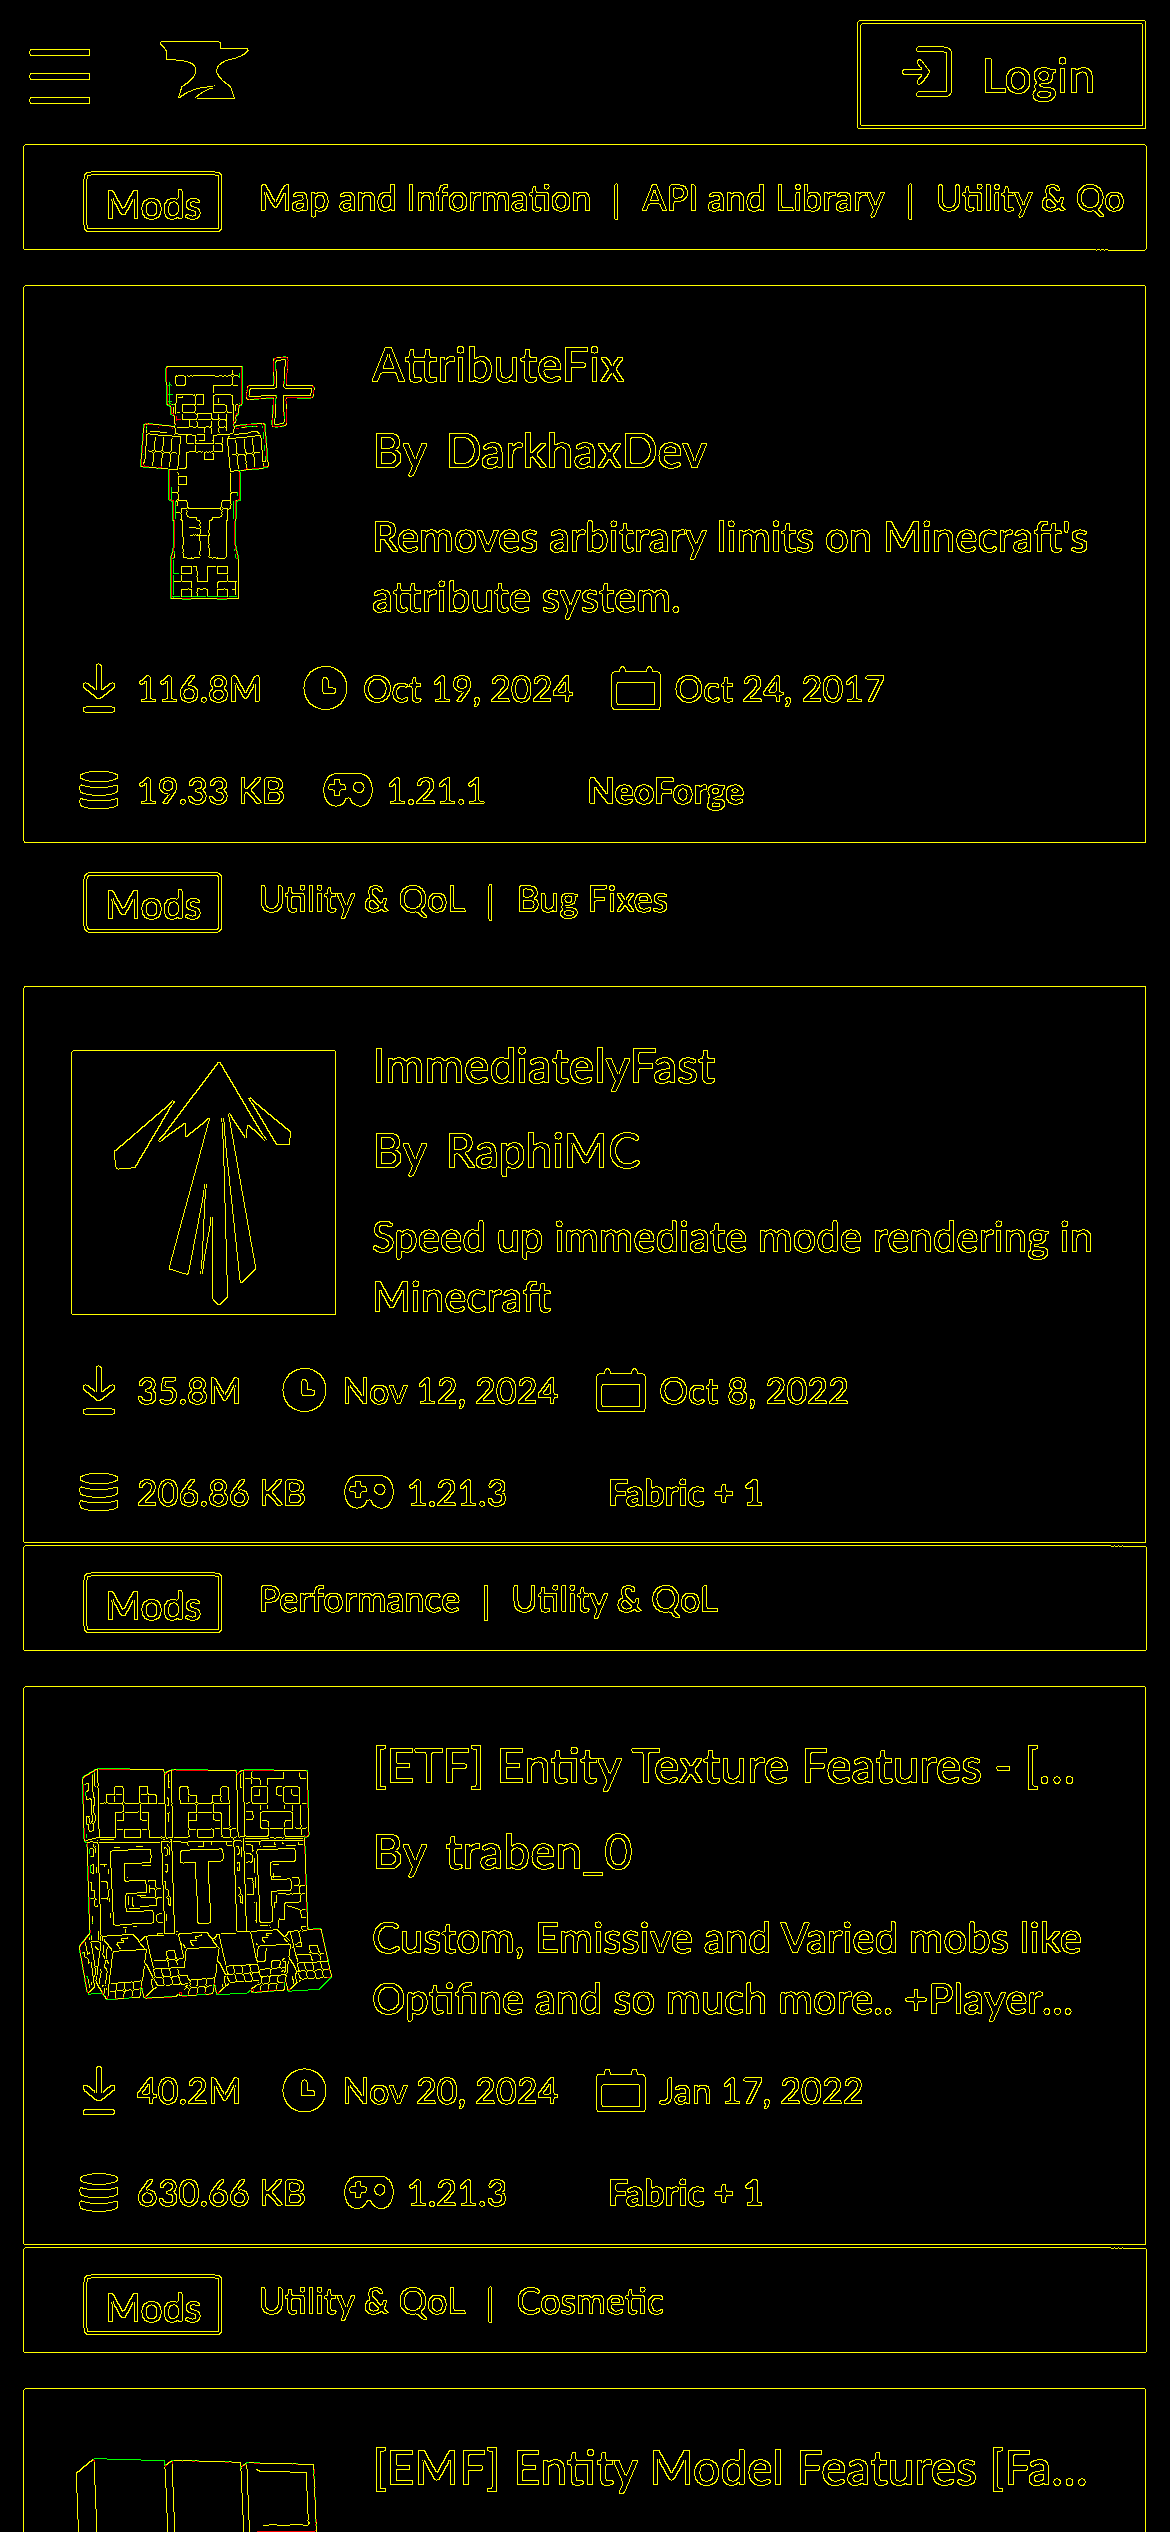 Login
Mods Map and Information | API and Library | Utility & Qo
AttributeFix
By DarkhaxDev
Removes arbitrary limits on Minecraft's
attribute system.
116.8M Oct 19, 2024 Oct 24, 2017
19.33 KB 1.21.1 NeoForge
Mods Utility & QoL | Bug Fixes
ImmediatelyFast
By RaphiMC
Speed up immediate mode rendering in
Minecraft
35.8M Nov 12, 2024 Oct 8, 2022
206.86 KB 1.21.3 Fabric + 1
Mods Performance | Utility & QoL
[ETF] Entity Texture Features - [...
ETF
By traben_0
Custom, Emissive and Varied mobs like
Optifine and so much more.. +Player...
40.2M Nov 20, 2024 Jan 17, 2022
630.66 KB 1.21.3 Fabric + 1
Mods Utility & QoL | Cosmetic
[EMF] Entity Model Features [Fa...